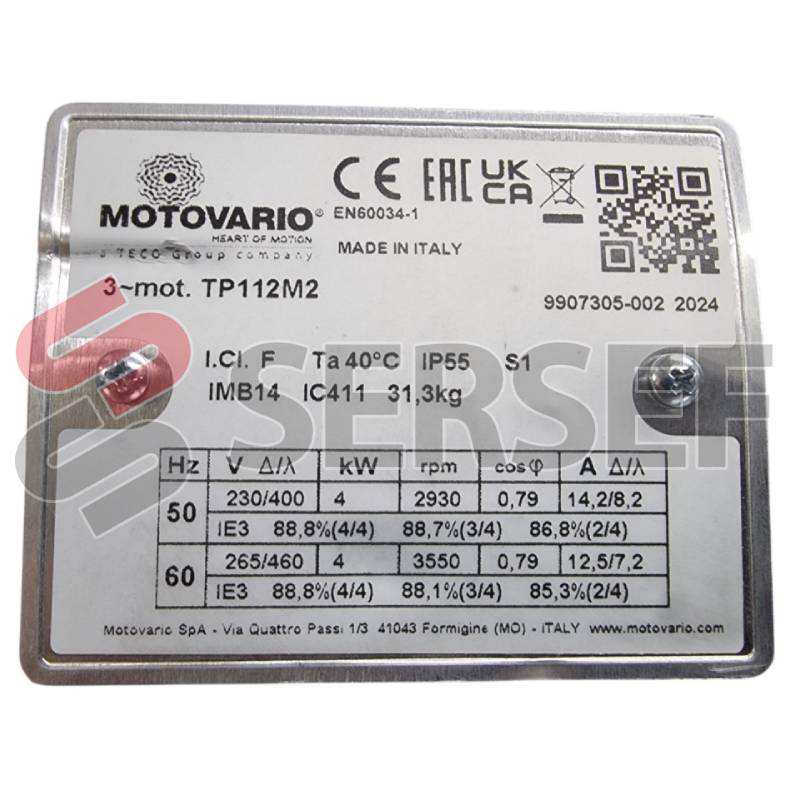 MOTOVARIO®
HEART OF MOTION
a TECO Group company
CE EAC UK CA
EN60034-1
MADE IN ITALY
3~mot. TP112M2
9907305-002 2024
I.Cl. F Ta 40°C IP55 S1
IMB14 IC411 31,3kg
SERSEF
Hz V Δ/λ kW rpm cosφ A Δ/λ
50 230/400 4 2930 0,79 14,2/8,2
IE3 88,8%(4/4) 88,7%(3/4) 86,8%(2/4)
60 265/460 4 3550 0,79 12,5/7,2
IE3 88,8%(4/4) 88,1%(3/4) 85,3%(2/4)
Motovario SpA - Via Quattro Passi 1/3 41043 Formigine (MO) - ITALY www.motovario.com